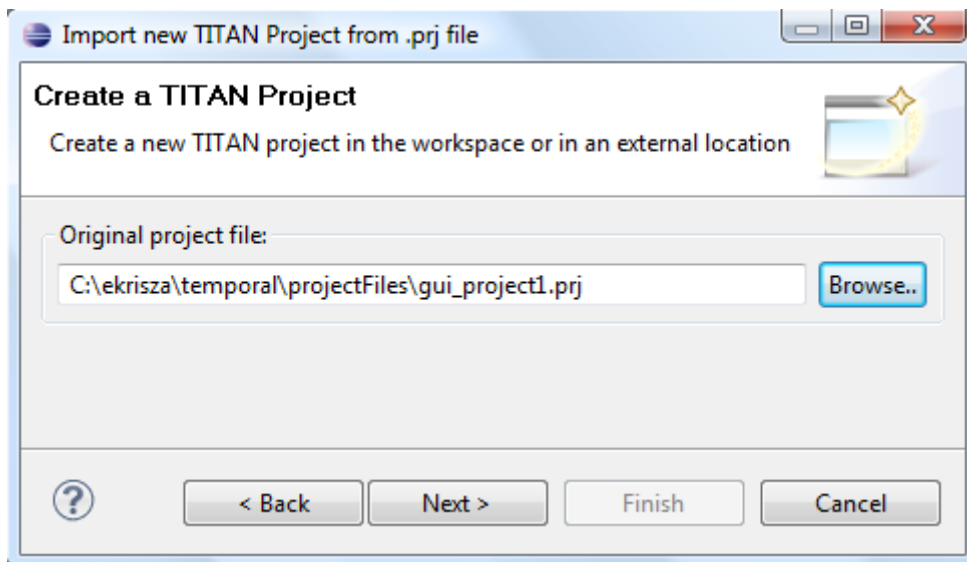 Import new TITAN Project from .prj file
Create a TITAN Project
Create a new TITAN project in the workspace or in an external location
Original project file:
C:\ekrisza\temporal\projectFiles\gui_project1.prj
Browse..
?
< Back
Next >
Finish
Cancel